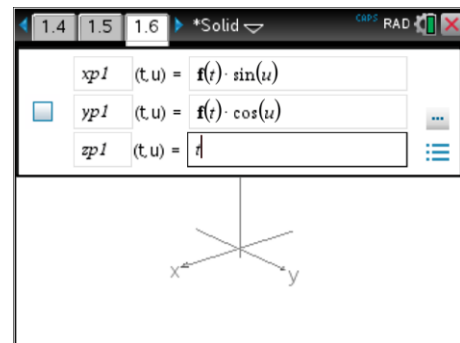 1.4 1.5 1.6 *Solid CAPS RAD
xp1 (t,u) = f(t)·sin(u)
yp1 (t,u) = f(t)·cos(u)
...
zp1 (t,u) = t
x y